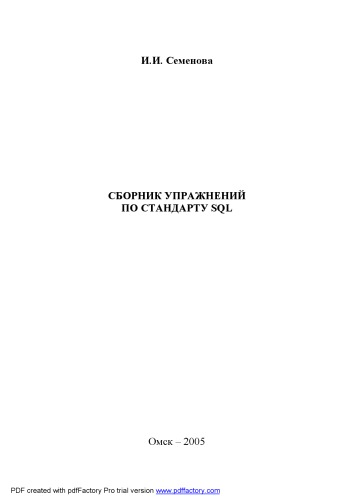 И.И. Семенова
СБОРНИК УПРАЖНЕНИЙ
ПО СТАНДАРТУ SQL
Омск – 2005
PDF created with pdfFactory Pro trial version www.pdffactory.com